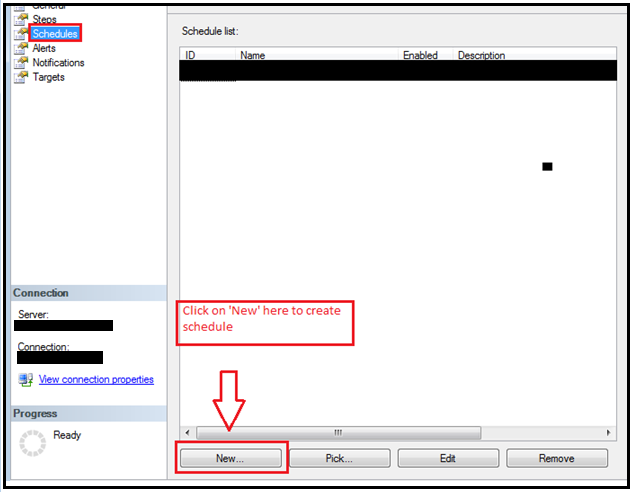 General
Steps
Schedules
Alerts
Notifications
Targets
Schedule list:
ID Name Enabled Description
Click on 'New' here to create
schedule
Connection
Server:
Connection:
View connection properties
Progress
Ready
New... Pick... Edit Remove